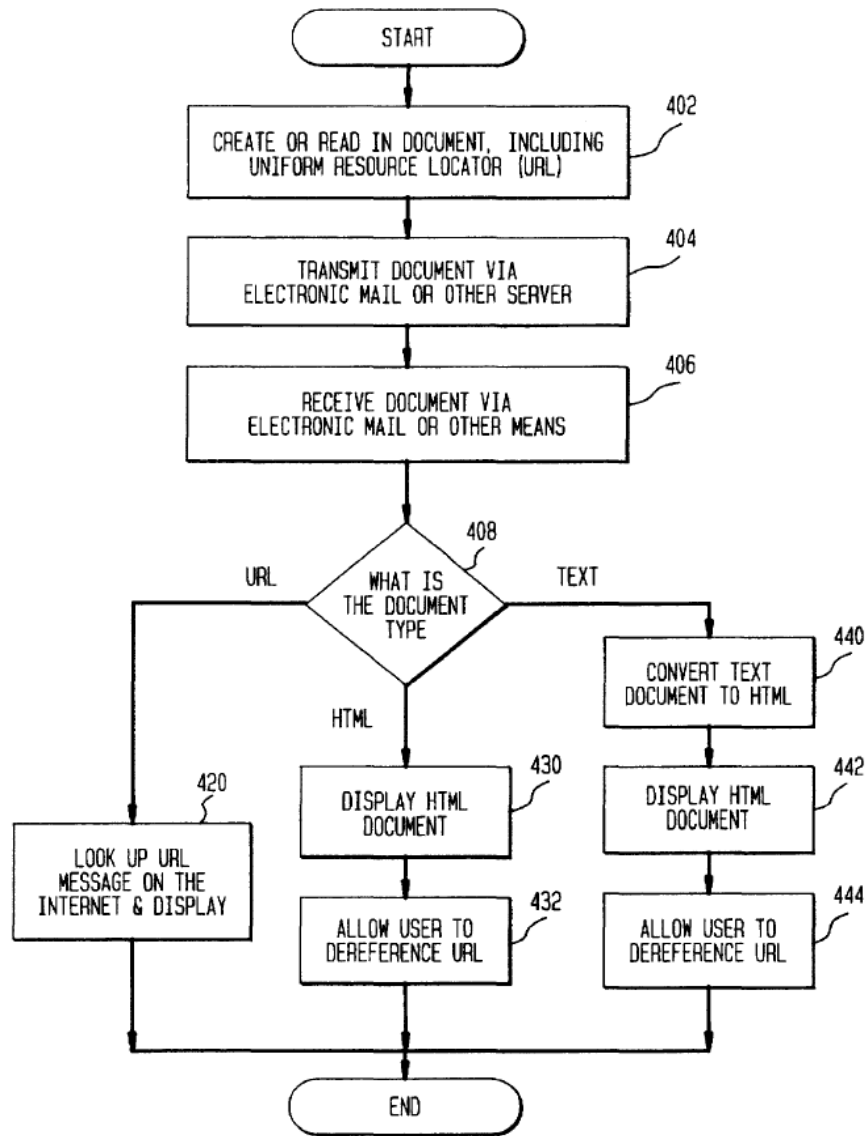 START
402
CREATE OR READ IN DOCUMENT, INCLUDING
UNIFORM RESOURCE LOCATOR (URL)
404
TRANSMIT DOCUMENT VIA
ELECTRONIC MAIL OR OTHER SERVER
406
RECEIVE DOCUMENT VIA
ELECTRONIC MAIL OR OTHER MEANS
408
WHAT IS
THE DOCUMENT
TYPE
URL
TEXT
HTML
440
CONVERT TEXT
DOCUMENT TO HTML
420
LOOK UP URL
MESSAGE ON THE
INTERNET & DISPLAY
430
DISPLAY HTML
DOCUMENT
442
DISPLAY HTML
DOCUMENT
432
ALLOW USER TO
DEREFERENCE URL
444
ALLOW USER TO
DEREFERENCE URL
END